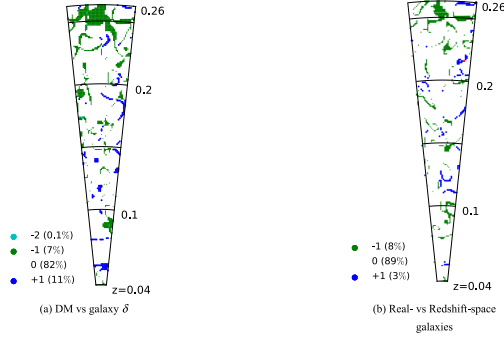 0.26
0.2
0.1
z=0.04
-2 (0.1%)
-1 (7%)
0 (82%)
+1 (11%)
(a) DM vs galaxy δ
0.26
0.2
0.1
z=0.04
-1 (8%)
0 (89%)
+1 (3%)
(b) Real- vs Redshift-space
galaxies